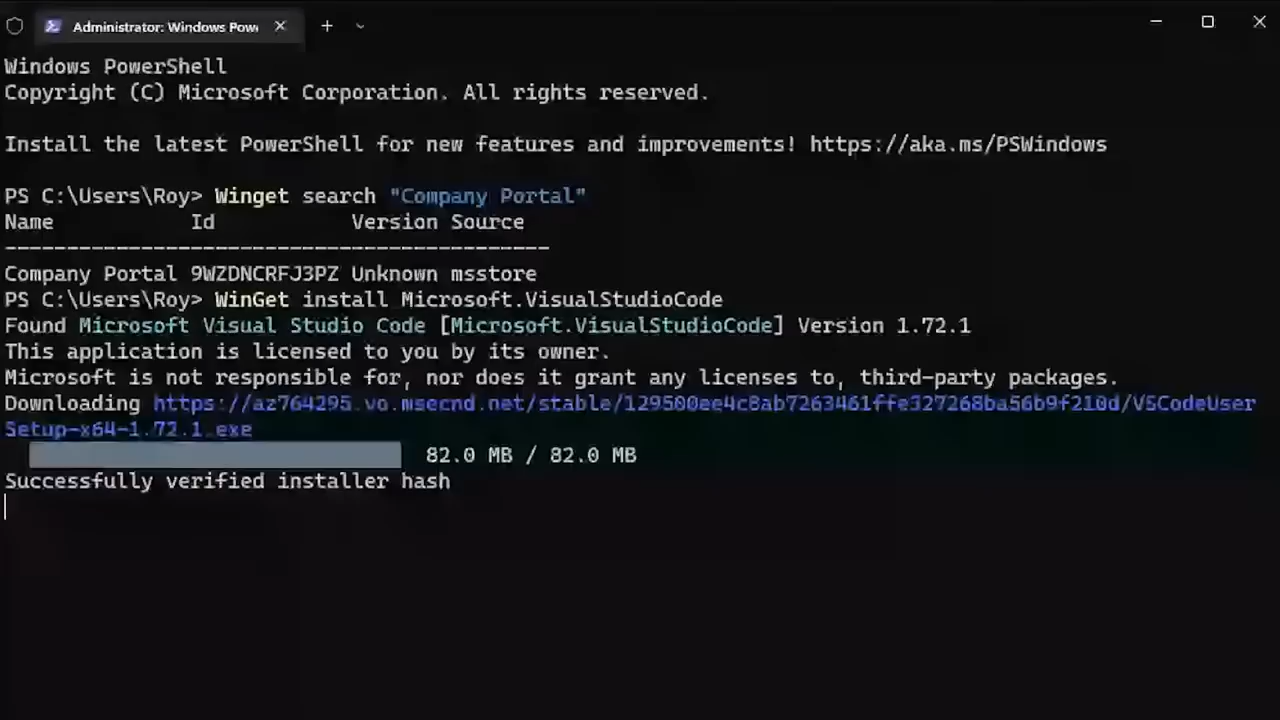 Administrator: Windows Pow
Windows PowerShell
Copyright (C) Microsoft Corporation. All rights reserved.
Install the latest PowerShell for new features and improvements! https://aka.ms/PSWindows
PS C:\Users\Roy> Winget search "Company Portal"
Name Id Version Source
-------------------------------------------
Company Portal 9WZDNCRFJ3PZ Unknown msstore
PS C:\Users\Roy> WinGet install Microsoft.VisualStudioCode
Found Microsoft Visual Studio Code [Microsoft.VisualStudioCode] Version 1.72.1
This application is licensed to you by its owner.
Microsoft is not responsible for, nor does it grant any licenses to, third-party packages.
Downloading https://az764295.vo.msecnd.net/stable/129500ee4c8ab7263461ffe327268ba56b9f210d/VSCodeUser
Setup-x64-1.72.1.exe
82.0 MB / 82.0 MB
Successfully verified installer hash